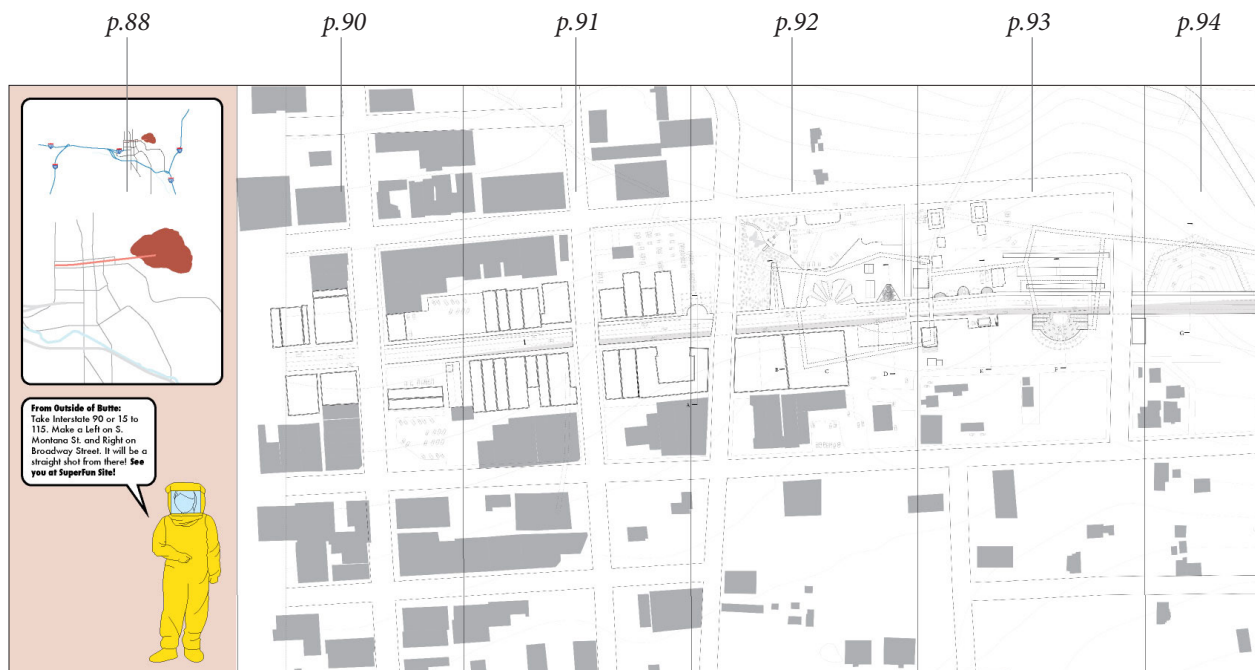 p.88
p.90
p.91
p.92
p.93
p.94
From Outside of Butte:
Take Interstate 90 or 15 to
115. Make a Left on S.
Montana St. and Right on
Broadway Street. It will be a
straight shot from there! See
you at SuperFun Site!
A
B
C
D
E
F
G